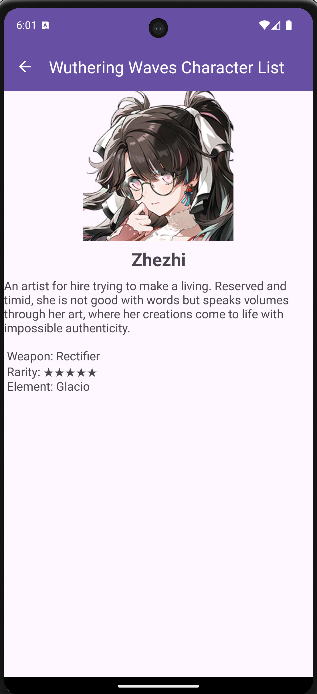 6:01
Wuthering Waves Character List
Zhezhi
An artist for hire trying to make a living. Reserved and
timid, she is not good with words but speaks volumes
through her art, where her creations come to life with
impossible authenticity.
Weapon: Rectifier
Rarity: ★★★★★
Element: Glacio